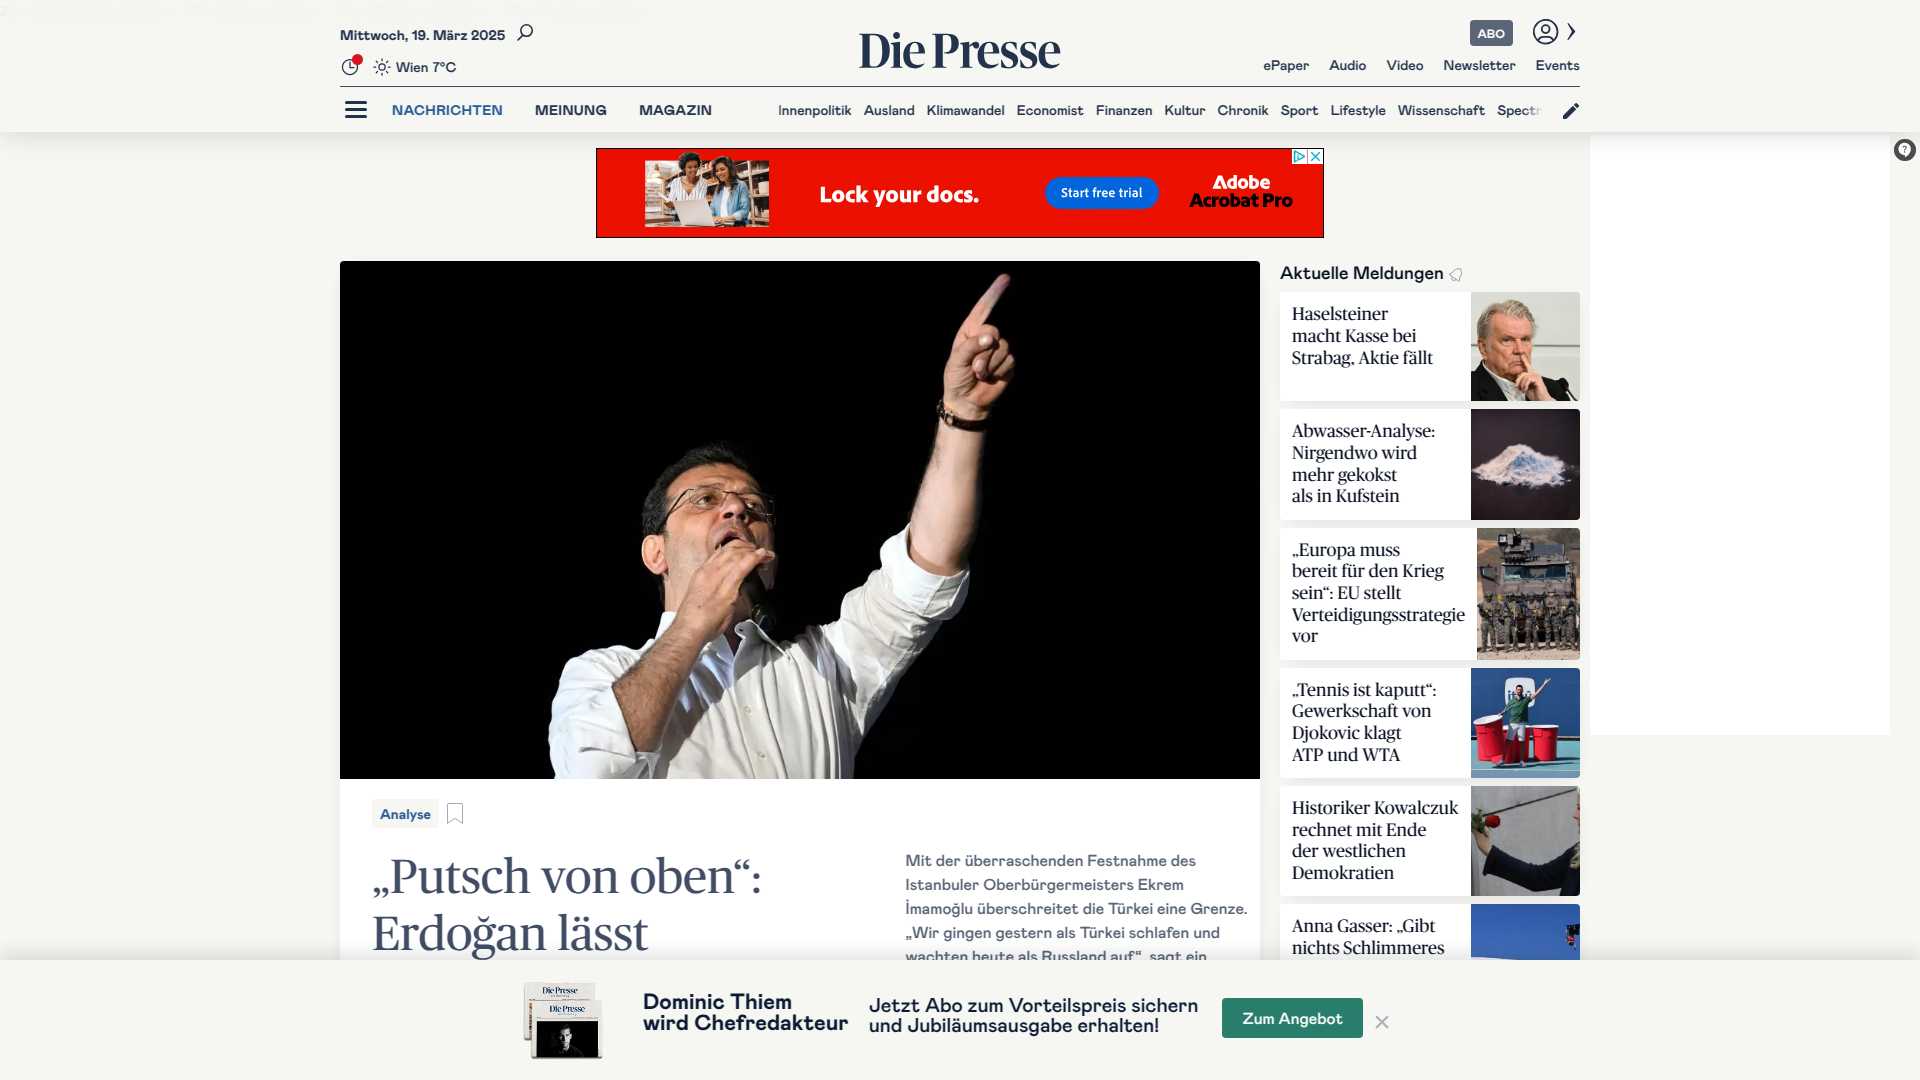 Mittwoch, 19. März 2025
Wien 7°C
Die Presse
ABO
ePaper Audio Video Newsletter Events
NACHRICHTEN MEINUNG MAGAZIN
Innenpolitik Ausland Klimawandel Economist Finanzen Kultur Chronik Sport Lifestyle Wissenschaft Spectr
Lock your docs.
Start free trial
Adobe
Acrobat Pro
Aktuelle Meldungen
Haselsteiner
macht Kasse bei
Strabag, Aktie fällt
Abwasser-Analyse:
Nirgendwo wird
mehr gekokst
als in Kufstein
„Europa muss
bereit für den Krieg
sein“: EU stellt
Verteidigungsstrategie
vor
„Tennis ist kaputt“:
Gewerkschaft von
Djokovic klagt
ATP und WTA
Historiker Kowalczuk
rechnet mit Ende
der westlichen
Demokratien
Anna Gasser: „Gibt
nichts Schlimmeres
Analyse
„Putsch von oben“:
Erdoğan lässt
Mit der überraschenden Festnahme des
Istanbuler Oberbürgermeisters Ekrem
İmamoğlu überschreitet die Türkei eine Grenze.
„Wir gingen gestern als Türkei schlafen und
wachten heute als Russland auf“, sagt ein
Die Presse
Die Presse
Dominic Thiem
wird Chefredakteur
Jetzt Abo zum Vorteilspreis sichern
und Jubiläumsausgabe erhalten!
Zum Angebot